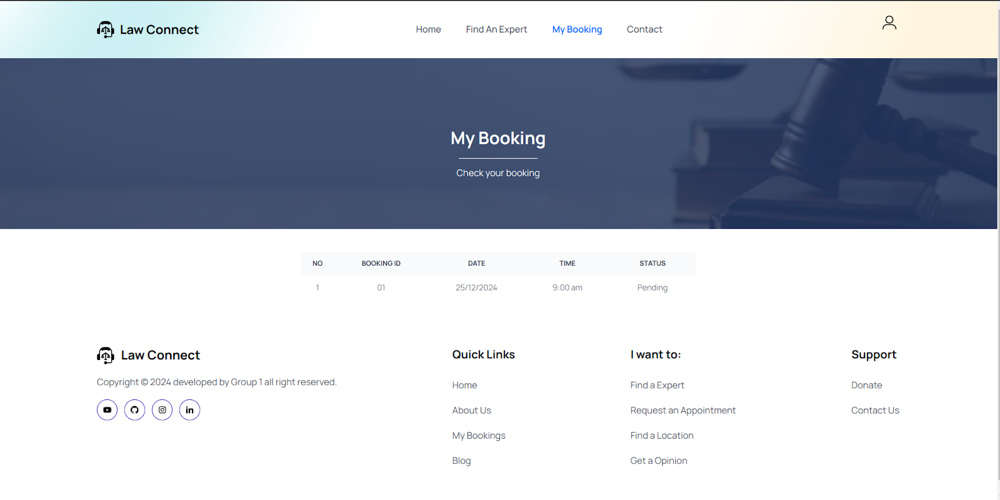 Law Connect
Home Find An Expert My Booking Contact
My Booking
Check your booking
NO BOOKING ID DATE TIME STATUS
1 01 25/12/2024 9:00 am Pending
Law Connect
Copyright © 2024 developed by Group 1 all right reserved.
Quick Links
Home
About Us
My Bookings
Blog
I want to:
Find a Expert
Request an Appointment
Find a Location
Get a Opinion
Support
Donate
Contact Us